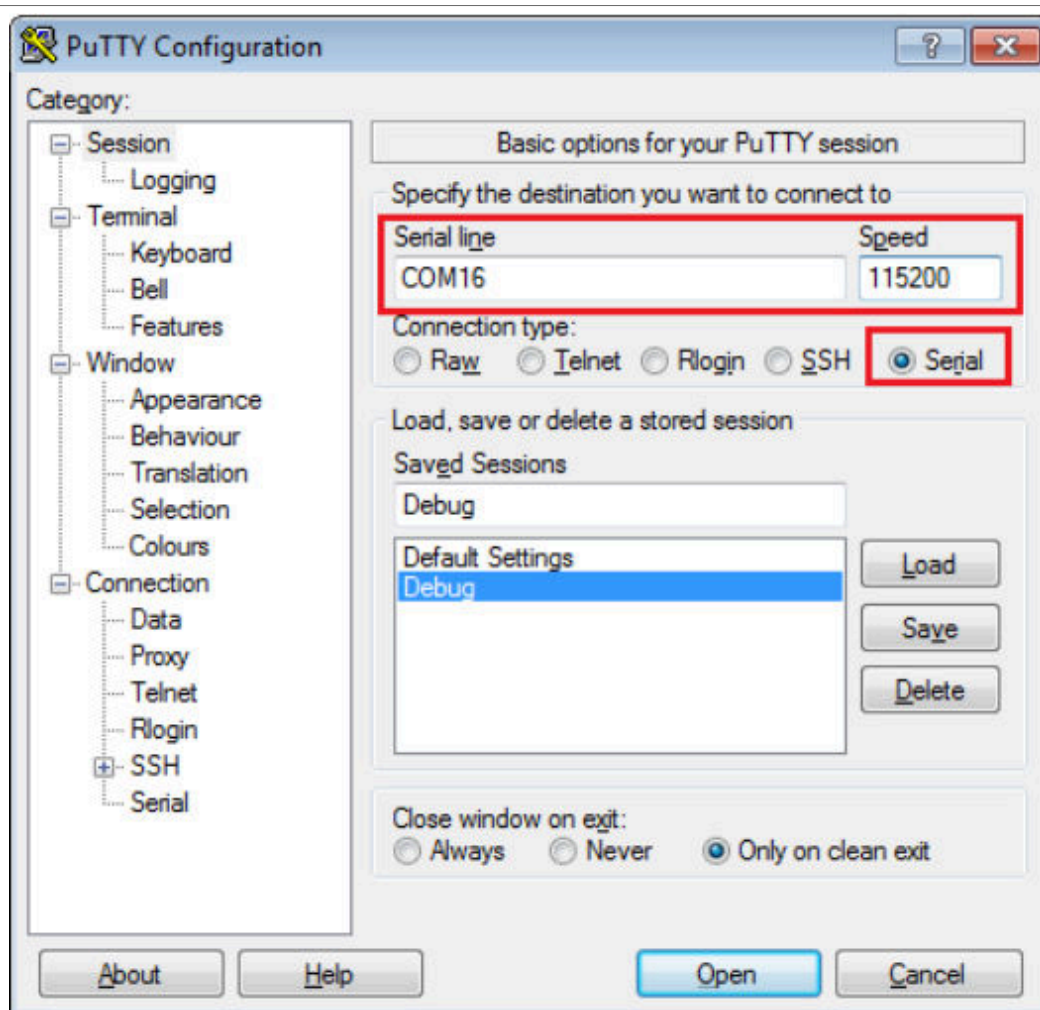 PuTTY Configuration
?
Category:
Session
Logging
Terminal
Keyboard
Bell
Features
Window
Appearance
Behaviour
Translation
Selection
Colours
Connection
Data
Proxy
Telnet
Rlogin
SSH
Serial
Basic options for your PuTTY session
Specify the destination you want to connect to
Serial line Speed
COM16 115200
Connection type:
Raw Telnet Rlogin SSH Serial
Load, save or delete a stored session
Saved Sessions
Debug
Default Settings
Debug
Load
Save
Delete
Close window on exit:
Always Never Only on clean exit
About Help Open Cancel